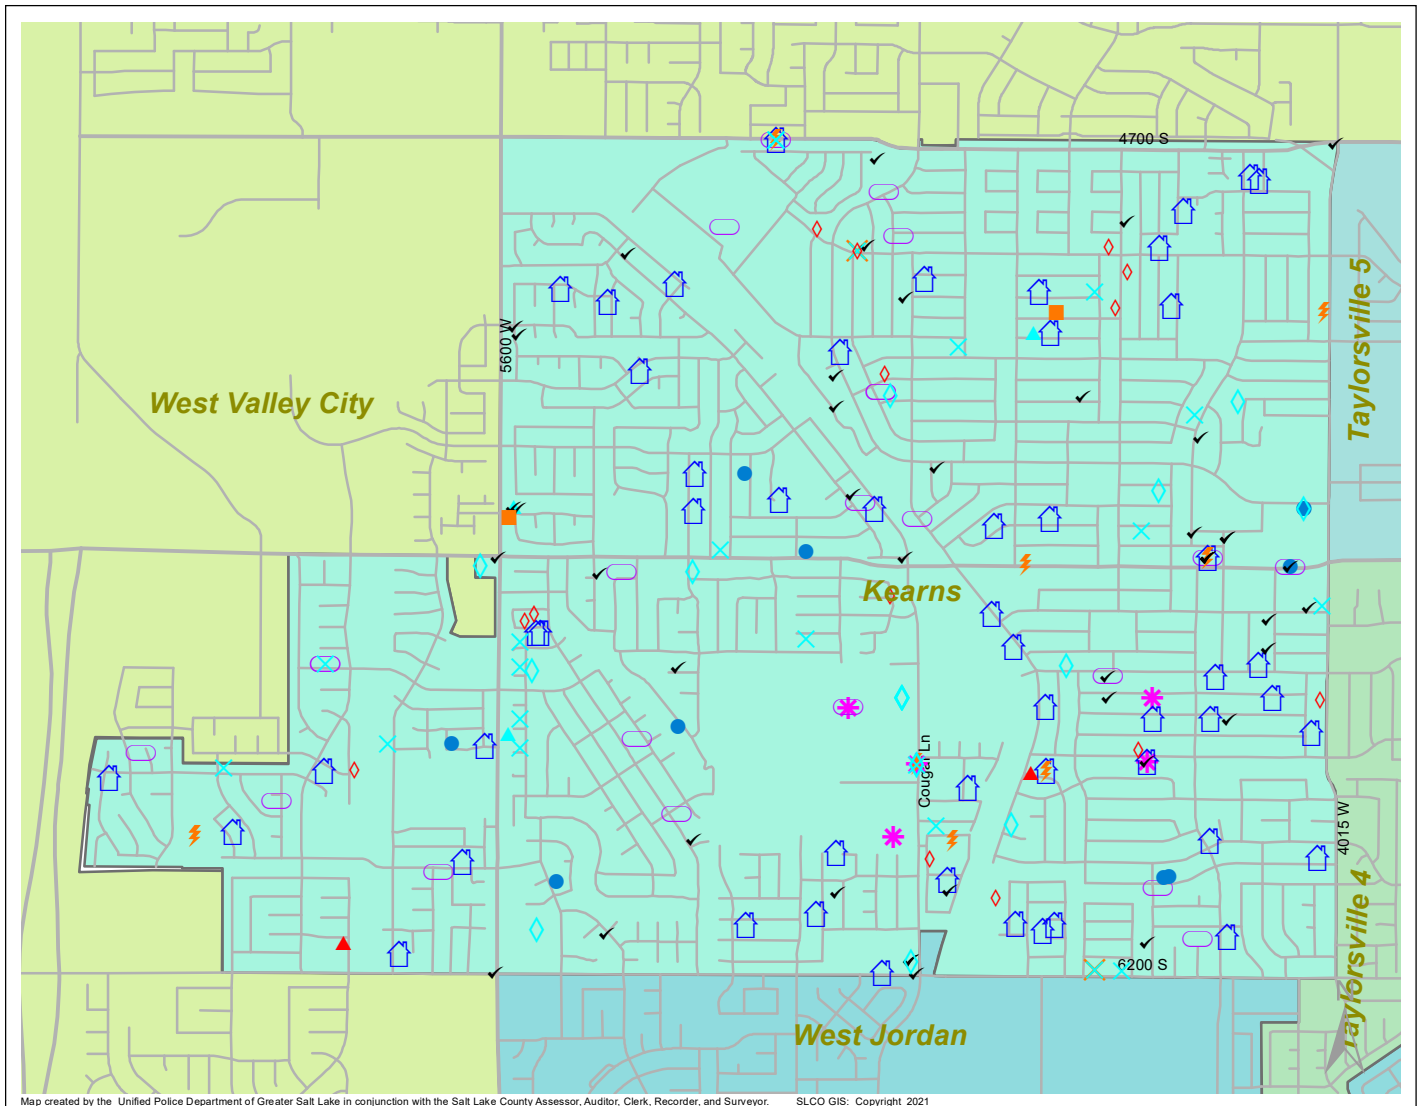 4700 S
Taylorsville 5
5600 W
West Valley City
Kearns
Cougar Ln
4015 W
Taylorsville 4
6200 S
West Jordan
Map created by the Unified Police Department of Greater Salt Lake in conjunction with the Salt Lake County Assessor, Auditor, Clerk, Recorder, and Surveyor. SLCO GIS: Copyright 2021